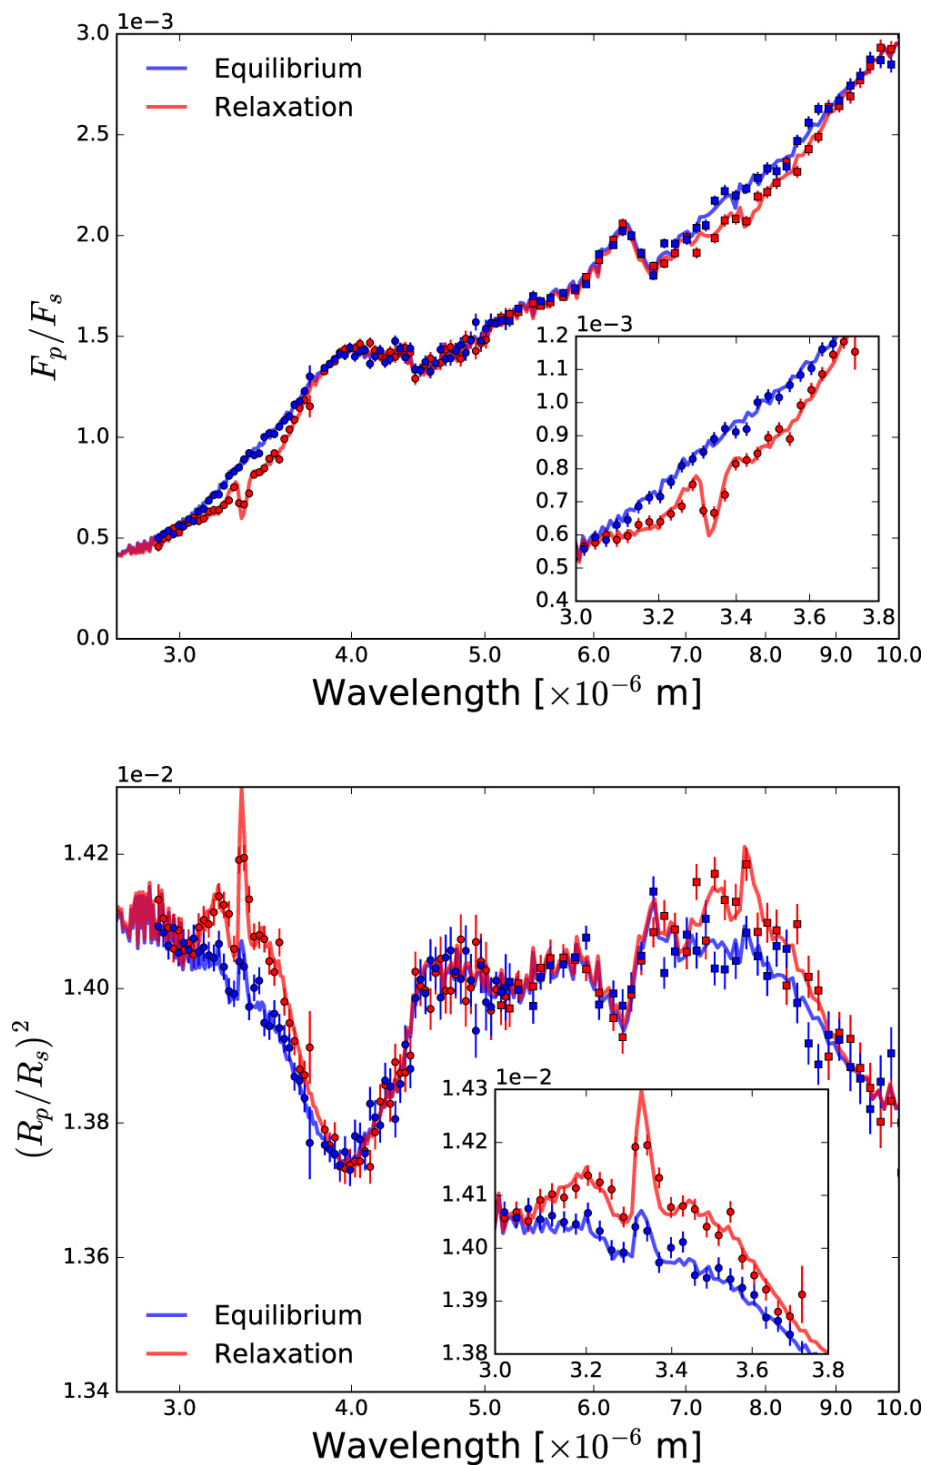 1e−3
3.0
Equilibrium
Relaxation
2.5
2.0
1.5
1.0
0.5
0.0
F_p/F_s
1e−3
1.2
1.1
1.0
0.9
0.8
0.7
0.6
0.5
0.4
3.0 3.2 3.4 3.6 3.8
3.0 4.0 5.0 6.0 7.0 8.0 9.0 10.0
Wavelength [×10⁻⁶ m]
1e−2
1.42
1.40
1.38
1.36
1.34
(R_p/R_s)²
1e−2
1.43
1.42
1.41
1.40
1.39
1.38
3.0 3.2 3.4 3.6 3.8
Equilibrium
Relaxation
3.0 4.0 5.0 6.0 7.0 8.0 9.0 10.0
Wavelength [×10⁻⁶ m]